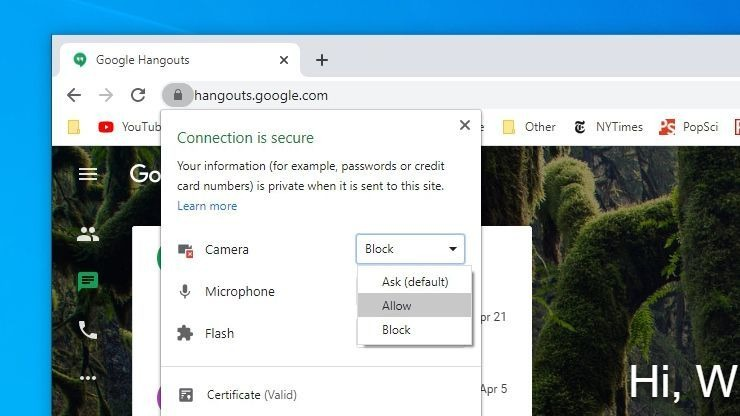 Google Hangouts
hangouts.google.com
YouTub
Other
NYTimes
PopSci
Connection is secure
Your information (for example, passwords or credit
card numbers) is private when it is sent to this site.
Learn more
Go
Camera
Block
Ask (default)
Microphone
Allow
pr 21
Flash
Block
Apr 5
Hi, W
Certificate (Valid)